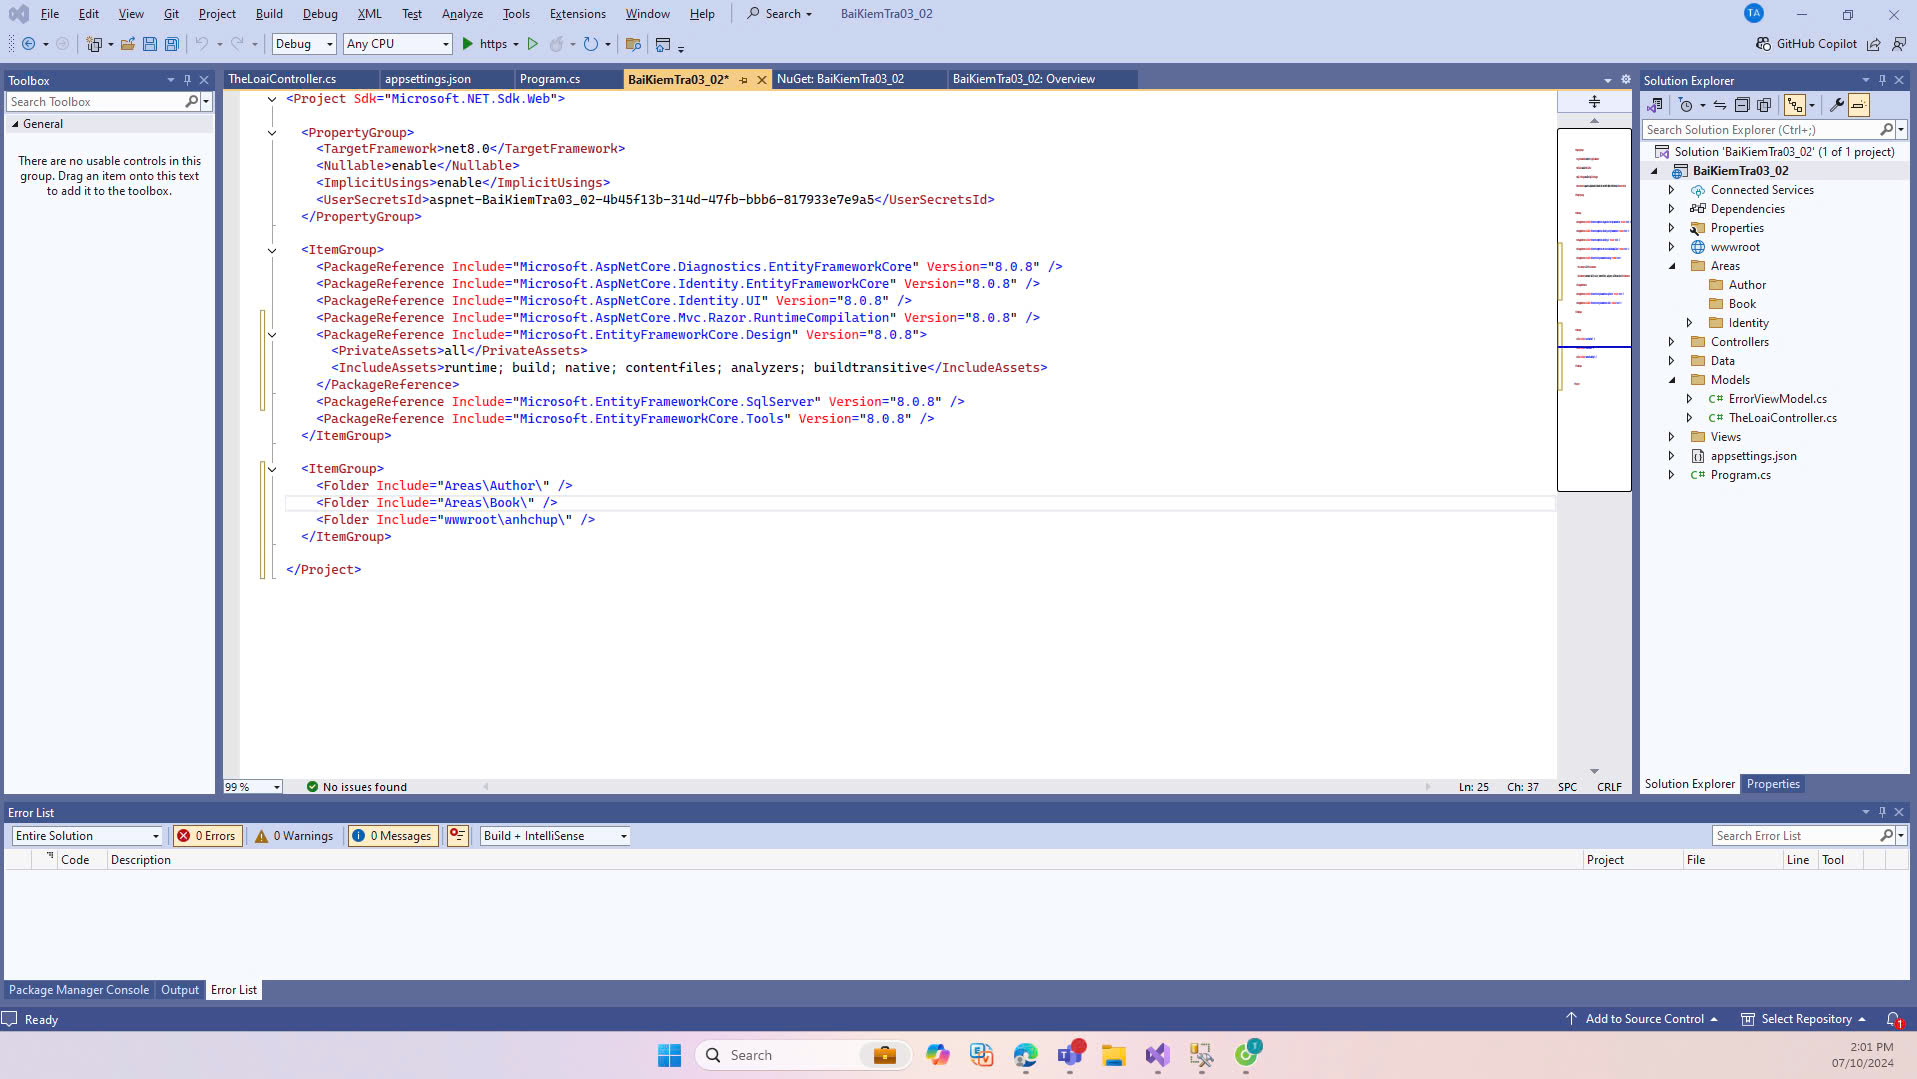 File Edit View Git Project Build Debug XML Test Analyze Tools Extensions Window Help Search BaiKiemTra03_02 TA
Debug Any CPU https GitHub Copilot
Toolbox
Search Toolbox
General
There are no usable controls in this
group. Drag an item onto this text
to add it to the toolbox.
TheLoaiController.cs appsettings.json Program.cs BaiKiemTra03_02* NuGet: BaiKiemTra03_02 BaiKiemTra03_02: Overview
<Project Sdk="Microsoft.NET.Sdk.Web">
<PropertyGroup>
<TargetFramework>net8.0</TargetFramework>
<Nullable>enable</Nullable>
<ImplicitUsings>enable</ImplicitUsings>
<UserSecretsId>aspnet-BaiKiemTra03_02-4b45f13b-314d-47fb-bbb6-817933e7e9a5</UserSecretsId>
</PropertyGroup>
<ItemGroup>
<PackageReference Include="Microsoft.AspNetCore.Diagnostics.EntityFrameworkCore" Version="8.0.8" />
<PackageReference Include="Microsoft.AspNetCore.Identity.EntityFrameworkCore" Version="8.0.8" />
<PackageReference Include="Microsoft.AspNetCore.Identity.UI" Version="8.0.8" />
<PackageReference Include="Microsoft.AspNetCore.Mvc.Razor.RuntimeCompilation" Version="8.0.8" />
<PackageReference Include="Microsoft.EntityFrameworkCore.Design" Version="8.0.8">
<PrivateAssets>all</PrivateAssets>
<IncludeAssets>runtime; build; native; contentfiles; analyzers; buildtransitive</IncludeAssets>
</PackageReference>
<PackageReference Include="Microsoft.EntityFrameworkCore.SqlServer" Version="8.0.8" />
<PackageReference Include="Microsoft.EntityFrameworkCore.Tools" Version="8.0.8" />
</ItemGroup>
<ItemGroup>
<Folder Include="Areas\Author\" />
<Folder Include="Areas\Book\" />
<Folder Include="wwwroot\anhchup\" />
</ItemGroup>
</Project>
99 % No issues found Ln: 25 Ch: 37 SPC CRLF
Solution Explorer
Search Solution Explorer (Ctrl+;)
Solution 'BaiKiemTra03_02' (1 of 1 project)
BaiKiemTra03_02
Connected Services
Dependencies
Properties
wwwroot
Areas
Author
Book
Identity
Controllers
Data
Models
C# ErrorViewModel.cs
C# TheLoaiController.cs
Views
appsettings.json
C# Program.cs
Solution Explorer Properties
Error List
Entire Solution 0 Errors 0 Warnings 0 Messages Build + IntelliSense Search Error List
Code Description Project File Line Tool
Package Manager Console Output Error List
Ready Add to Source Control Select Repository 1
Search T 2:01 PM
07/10/2024